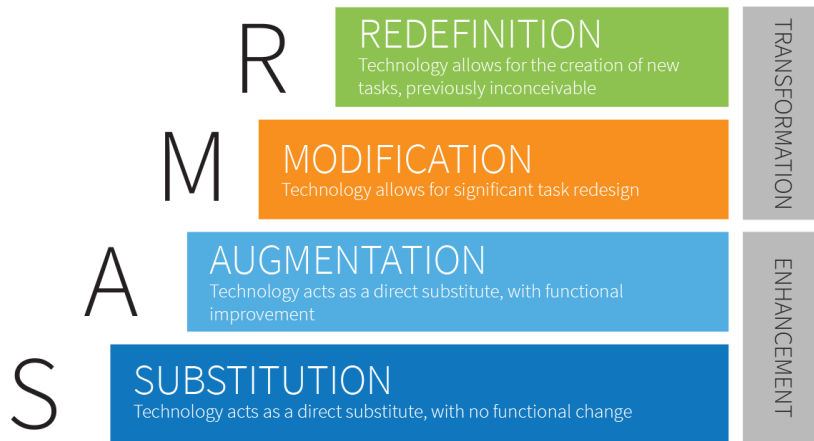 R
REDEFINITION
Technology allows for the creation of new
tasks, previously inconceivable
M
MODIFICATION
Technology allows for significant task redesign
TRANSFORMATION
A
AUGMENTATION
Technology acts as a direct substitute, with functional
improvement
S
SUBSTITUTION
Technology acts as a direct substitute, with no functional change
ENHANCEMENT